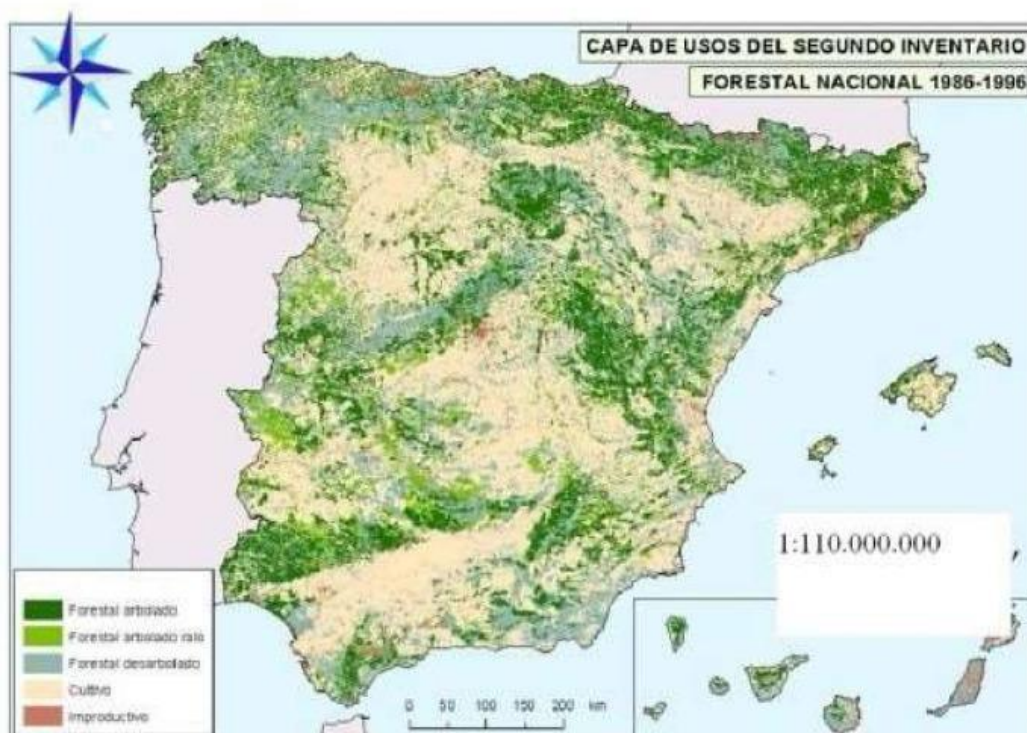 CAPA DE USOS DEL SEGUNDO INVENTARIO
FORESTAL NACIONAL 1986-1996
1:110.000.000
Forestal arbolado
Forestal arbolado ralo
Forestal desarbolado
Cultivo
Improductivo
0 50 100 150 200 km